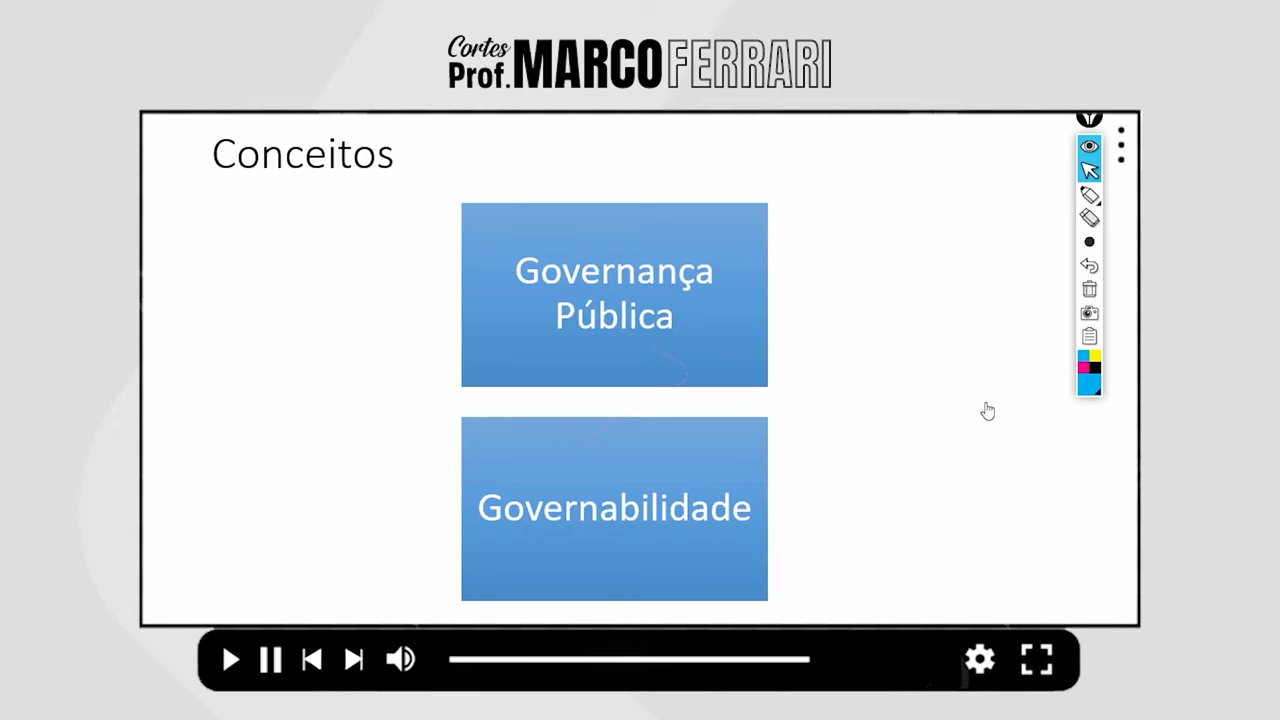 Cortes
Prof. MARCO FERRARI
Conceitos
Governança
Pública
Governabilidade